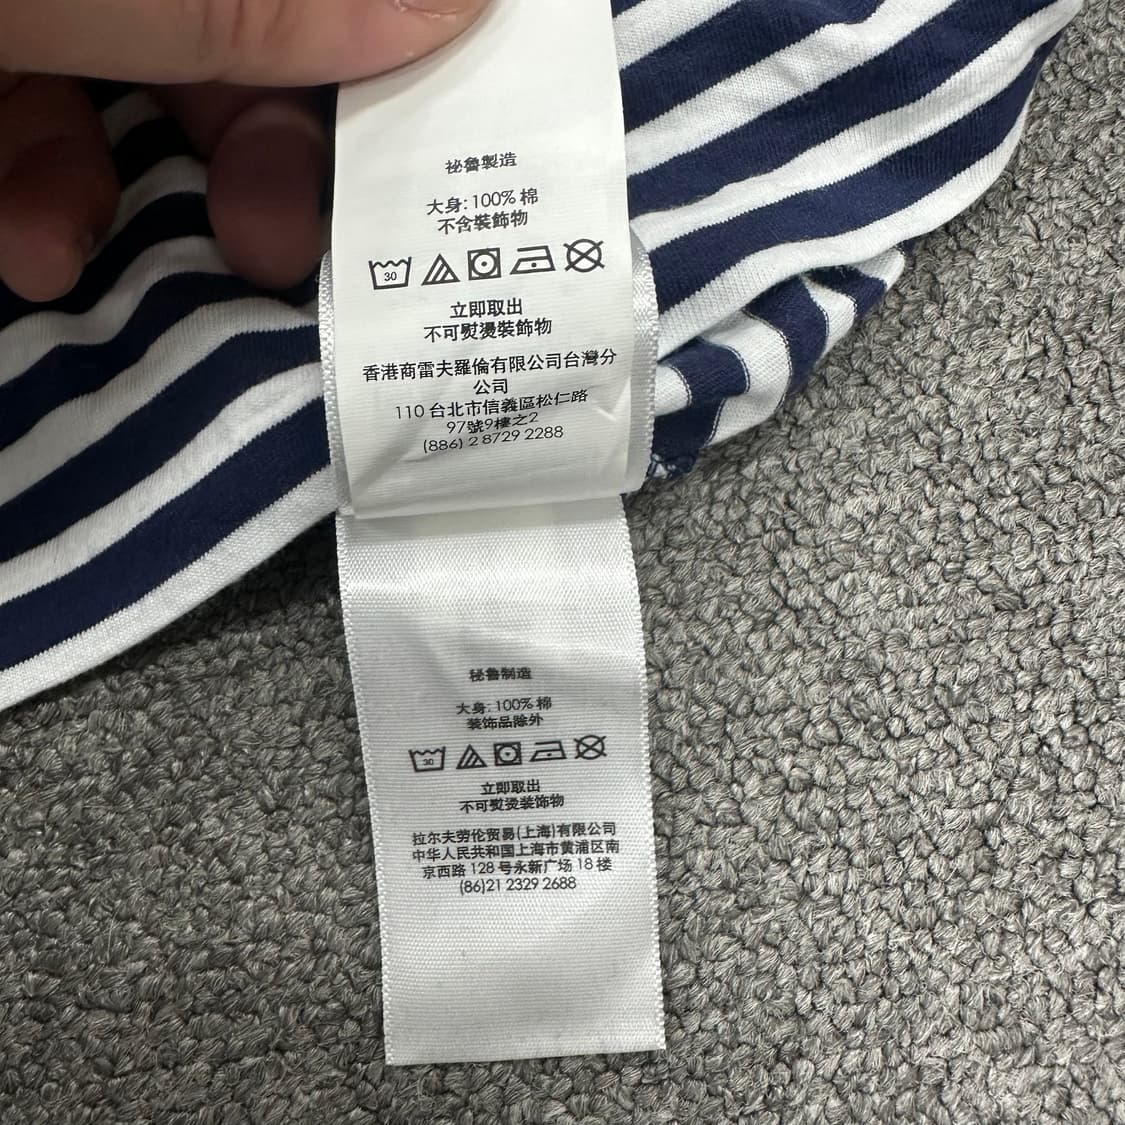 祕魯製造
大身: 100% 棉
不含裝飾物
30
立即取出
不可熨燙裝飾物
香港商雷夫羅倫有限公司台灣分
公司
110 台北市信義區松仁路
97號9樓之2
(886) 2 8729 2288
秘鲁制造
大身: 100% 棉
装饰品除外
30
立即取出
不可熨烫装饰物
拉尔夫劳伦贸易(上海)有限公司
中华人民共和国上海市黄浦区南
京西路 128 号永新广场 18 楼
(86)21 2329 2688